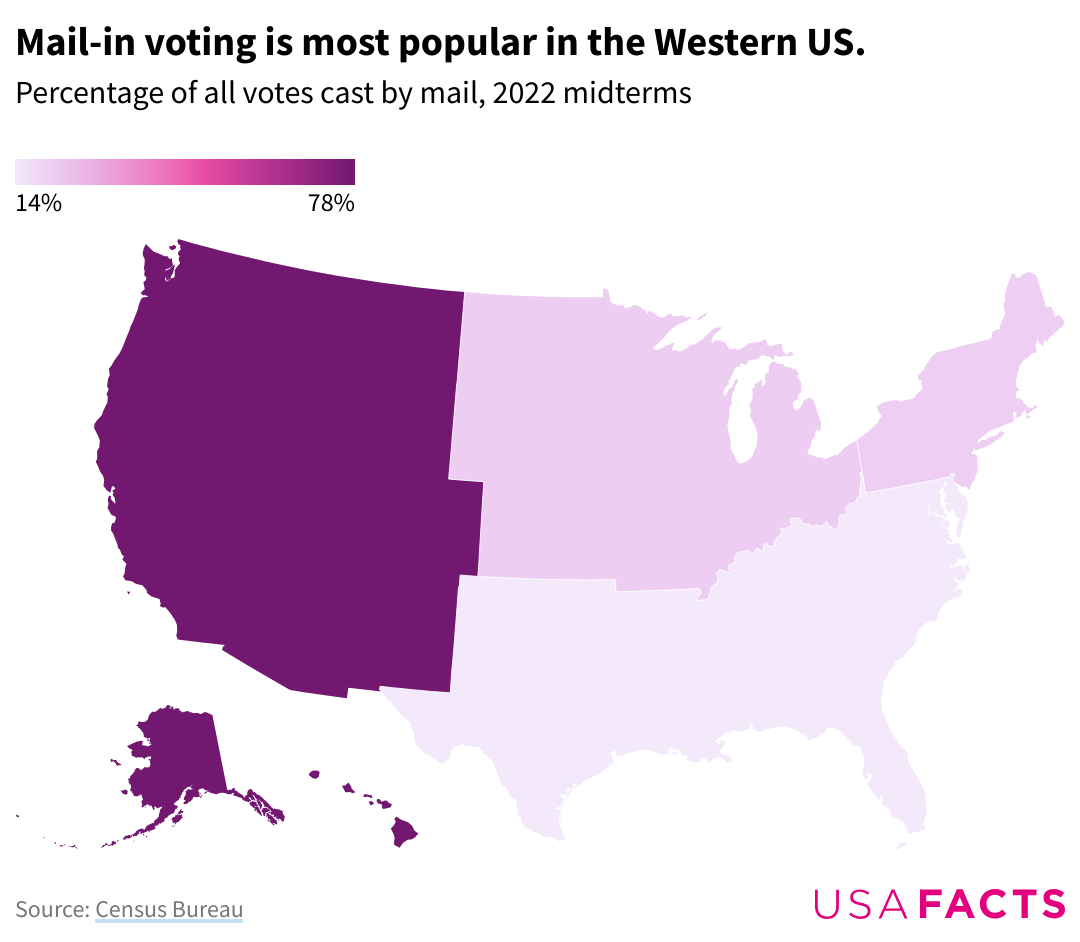 Mail-in voting is most popular in the Western US.
Percentage of all votes cast by mail, 2022 midterms
14% 78%
Source: Census Bureau
USAFACTS